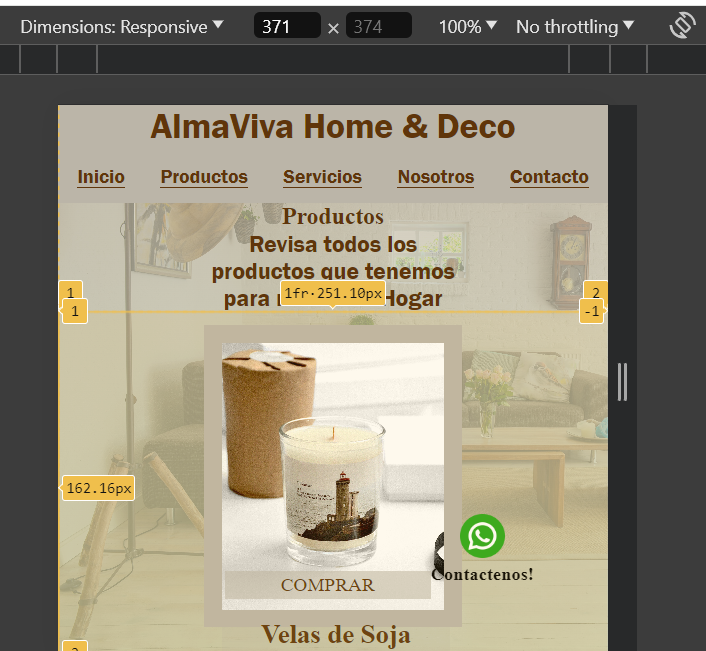 Dimensions: Responsive ▼ 371 × 374 100% ▼ No throttling ▼
AlmaViva Home & Deco
Inicio Productos Servicios Nosotros Contacto
Productos
Revisa todos los
productos que tenemos
para Hogar
1 2
1 1fr·251.10px -1
162.16px
COMPRAR
Contactenos!
Velas de Soja